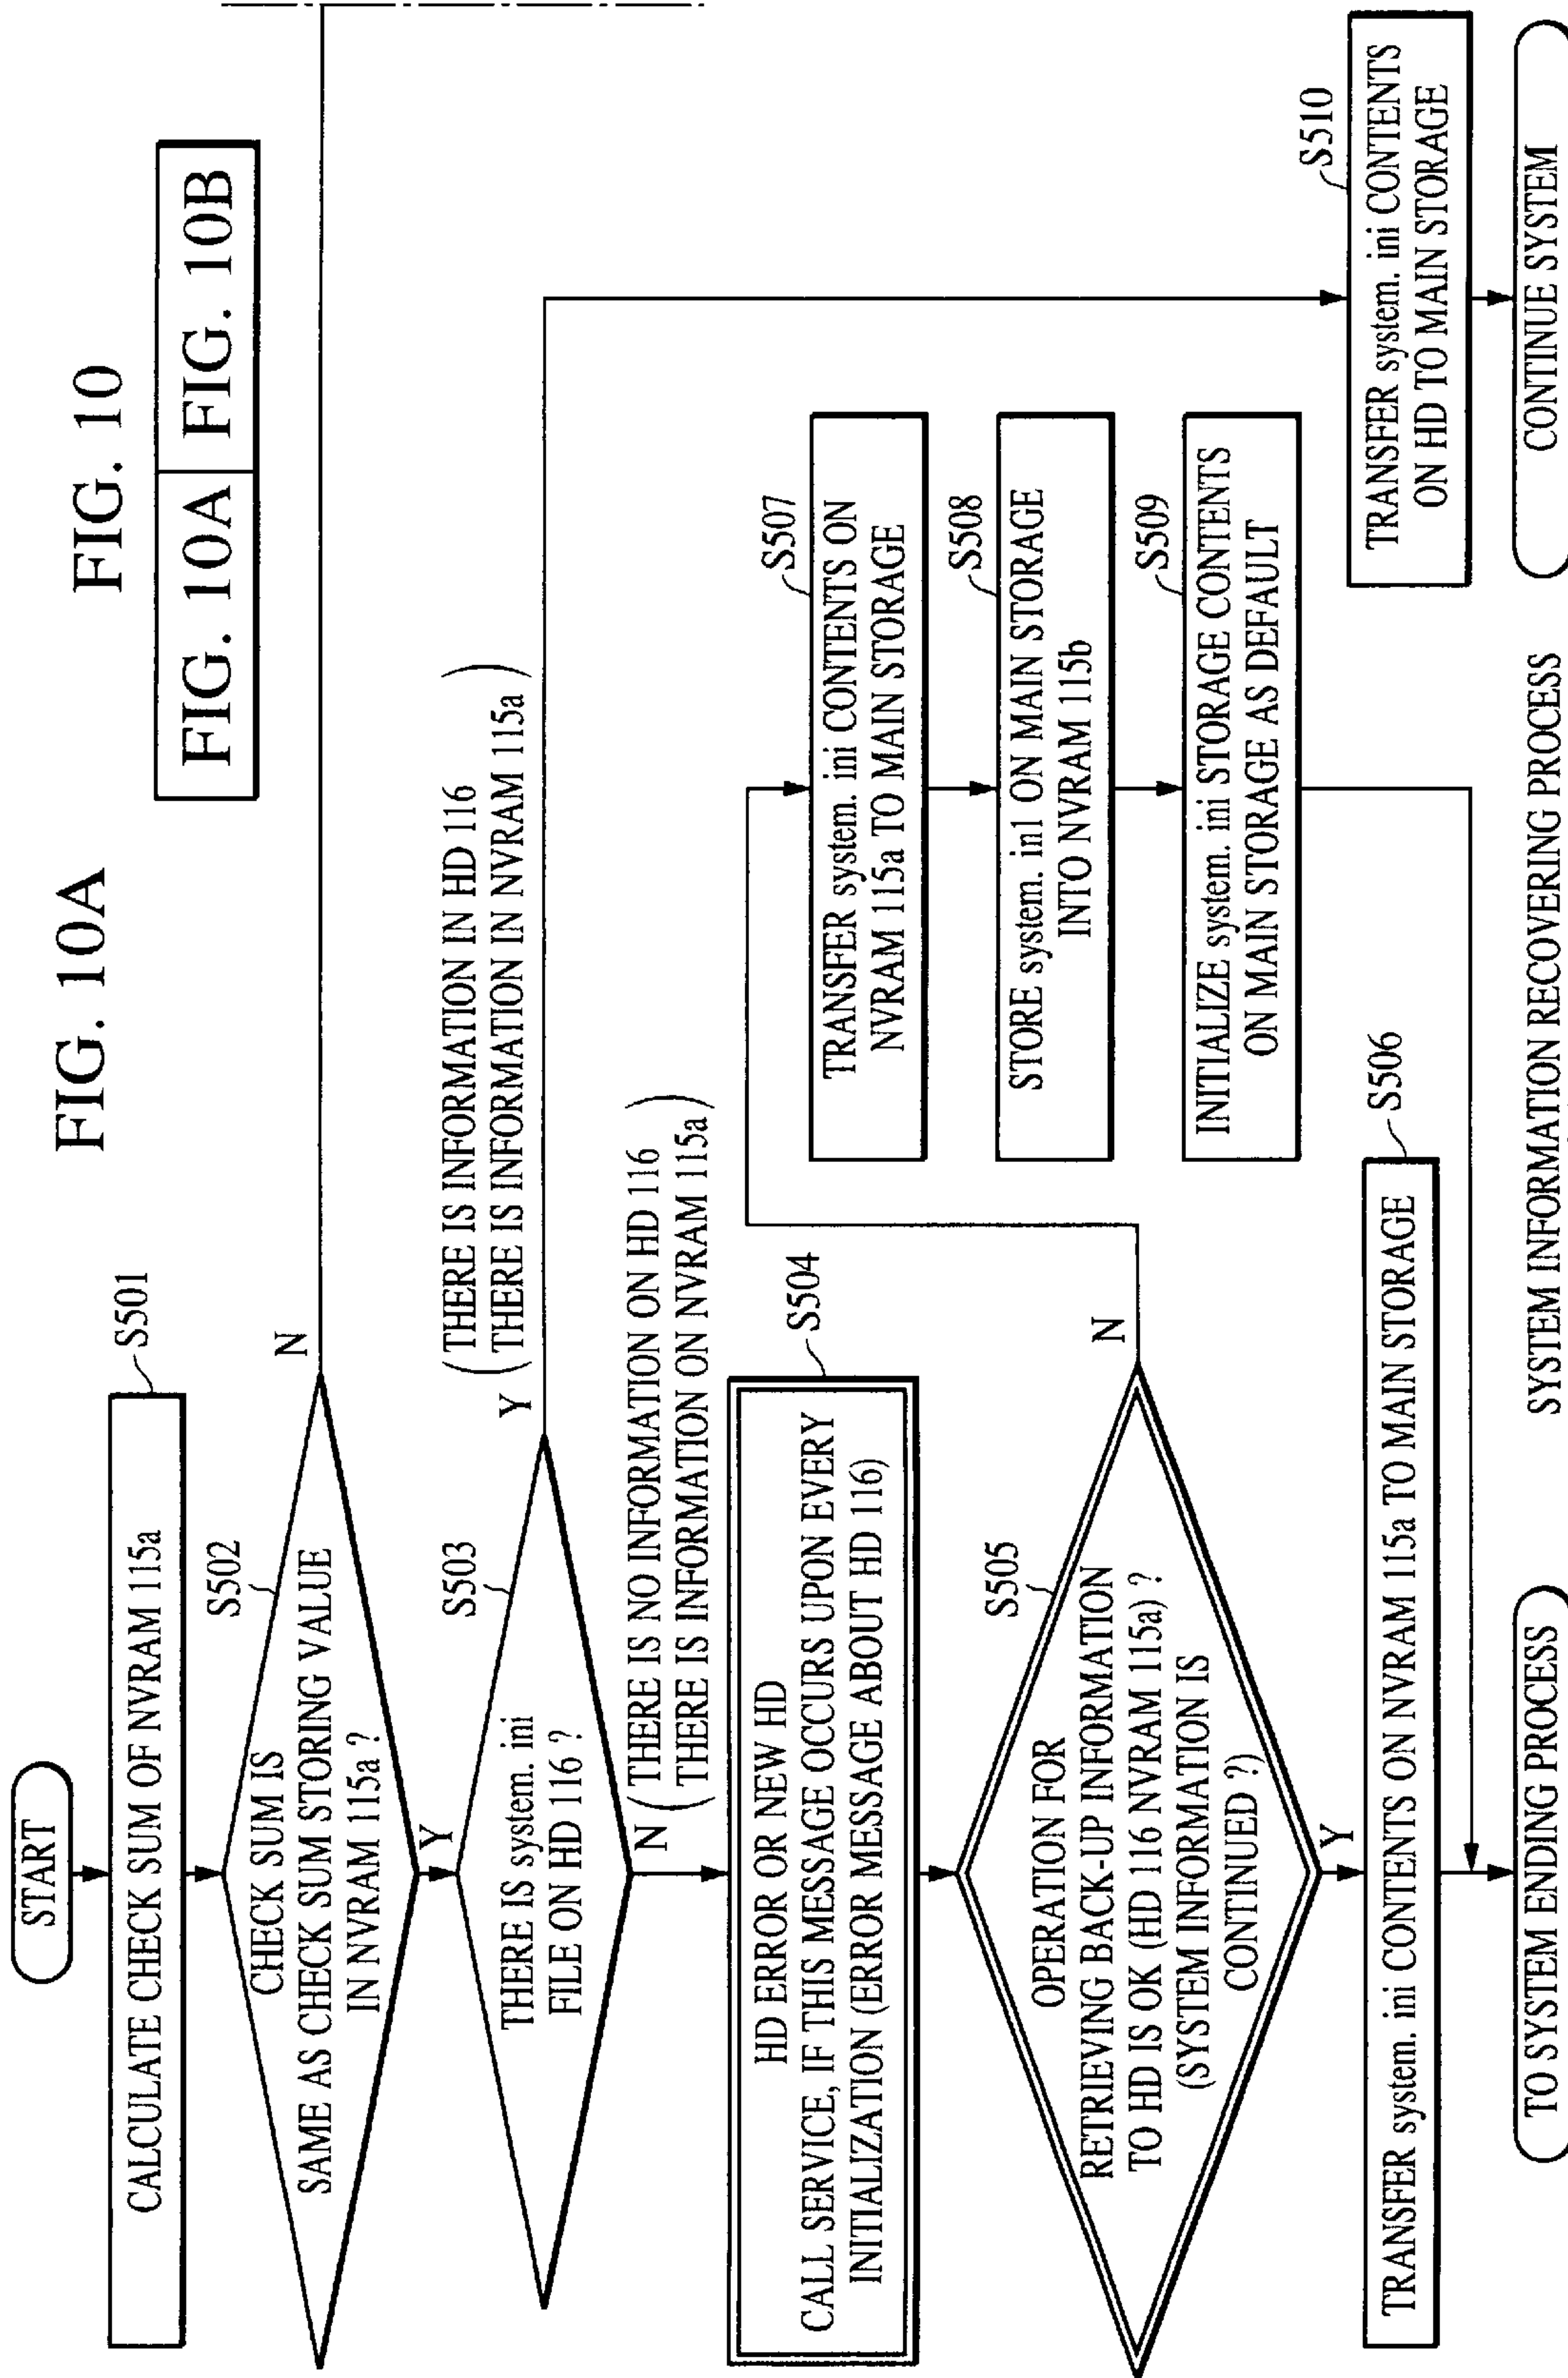 FIG. 10
FIG. 10A
FIG. 10B
FIG. 10A
START
CALCULATE CHECK SUM OF NVRAM 115a
S501
CHECK SUM IS
SAME AS CHECK SUM STORING VALUE
IN NVRAM 115a ?
S502
N
Y
THERE IS system. ini
FILE ON HD 116 ?
S503
Y
(THERE IS INFORMATION IN HD 116
THERE IS INFORMATION IN NVRAM 115a)
N
(THERE IS NO INFORMATION ON HD 116
THERE IS INFORMATION ON NVRAM 115a)
HD ERROR OR NEW HD
CALL SERVICE, IF THIS MESSAGE OCCURS UPON EVERY
INITIALIZATION (ERROR MESSAGE ABOUT HD 116)
S504
OPERATION FOR
RETRIEVING BACK-UP INFORMATION
TO HD IS OK (HD 116 NVRAM 115a) ?
(SYSTEM INFORMATION IS
CONTINUED ?)
S505
N
Y
TRANSFER system. ini CONTENTS ON NVRAM 115a TO MAIN STORAGE
S506
TRANSFER system. ini CONTENTS ON
NVRAM 115a TO MAIN STORAGE
S507
STORE system. in1 ON MAIN STORAGE
INTO NVRAM 115b
S508
INITIALIZE system. ini STORAGE CONTENTS
ON MAIN STORAGE AS DEFAULT
S509
TRANSFER system. ini CONTENTS
ON HD TO MAIN STORAGE
S510
TO SYSTEM ENDING PROCESS
SYSTEM INFORMATION RECOVERING PROCESS
CONTINUE SYSTEM